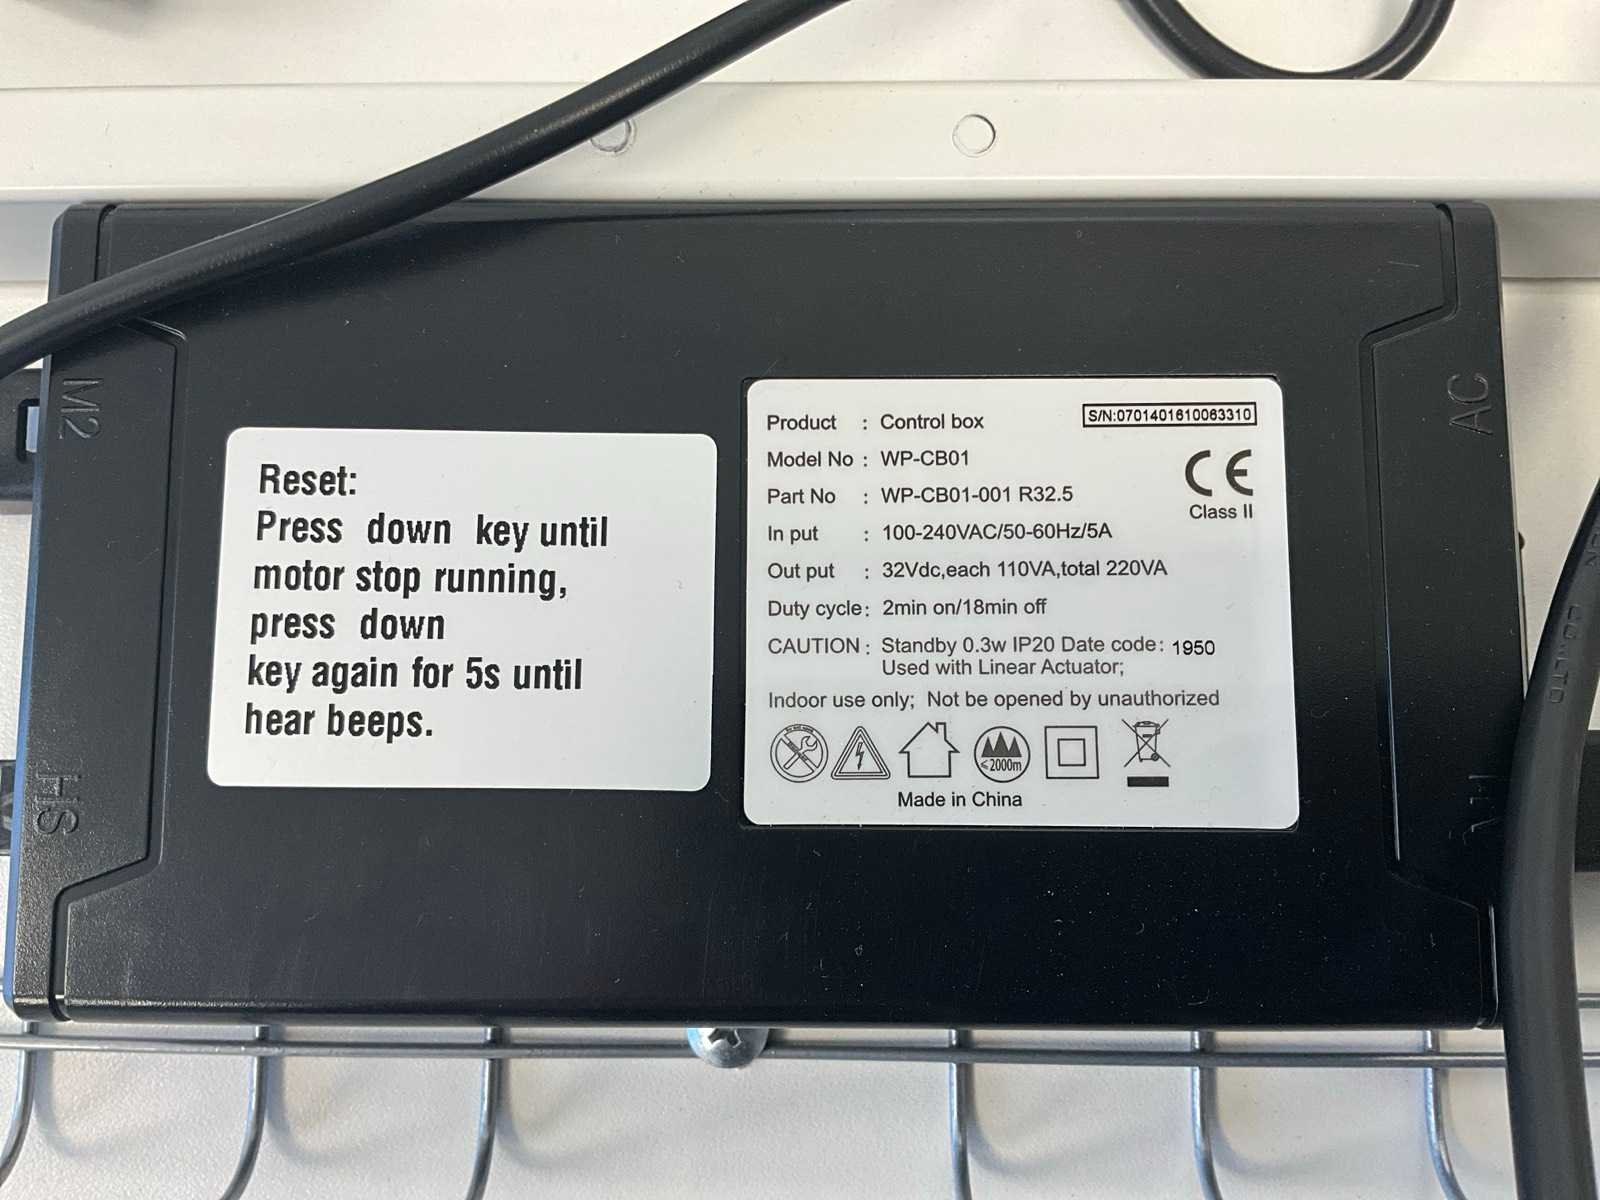 M2
HS
Reset:
Press down key until
motor stop running,
press down
key again for 5s until
hear beeps.
S/N:0701401610063310
Product : Control box
Model No : WP-CB01
Part No : WP-CB01-001 R32.5
In put : 100-240VAC/50-60Hz/5A
Out put : 32Vdc,each 110VA,total 220VA
Duty cycle: 2min on/18min off
CAUTION : Standby 0.3w IP20 Date code: 1950
Used with Linear Actuator;
Indoor use only; Not be opened by unauthorized
CE
Class II
≤2000m
Made in China
AC